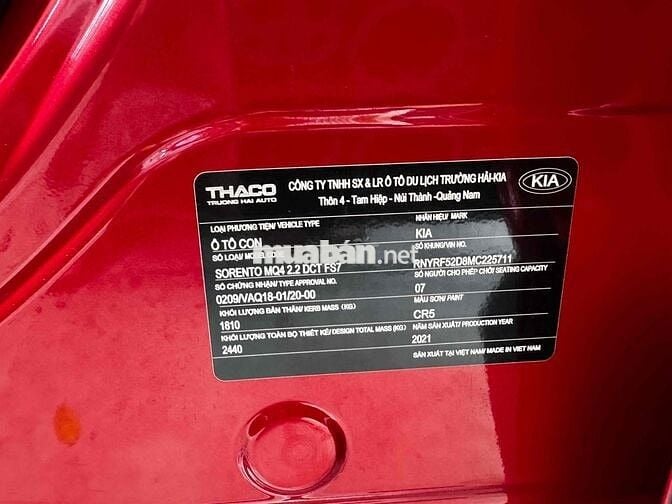 THACO
TRUONG HAI AUTO
CÔNG TY TNHH SX & LR Ô TÔ DU LỊCH TRƯỜNG HẢI-KIA
Thôn 4 - Tam Hiệp - Núi Thành - Quảng Nam
KIA
LOẠI PHƯƠNG TIỆN/ VEHICLE TYPE
Ô TÔ CON
NHÃN HIỆU/ MARK
KIA
SỐ LOẠI/ MODEL CODE
SORENTO MQ4 2.2 DCT FS7
SỐ KHUNG/VIN NO.
RNYRF52D8MC225711
SỐ CHỨNG NHẬN/ TYPE APPROVAL NO.
0209/VAQ18-01/20-00
SỐ NGƯỜI CHO PHÉP CHỞ/ SEATING CAPACITY
07
KHỐI LƯỢNG BẢN THÂN/ KERB MASS (KG)
1810
MÀU SƠN/ PAINT
CR5
KHỐI LƯỢNG TOÀN BỘ THIẾT KẾ/ DESIGN TOTAL MASS (KG)
2440
NĂM SẢN XUẤT/ PRODUCTION YEAR
2021
SẢN XUẤT TẠI VIỆT NAM/ MADE IN VIET NAM
muaban.net